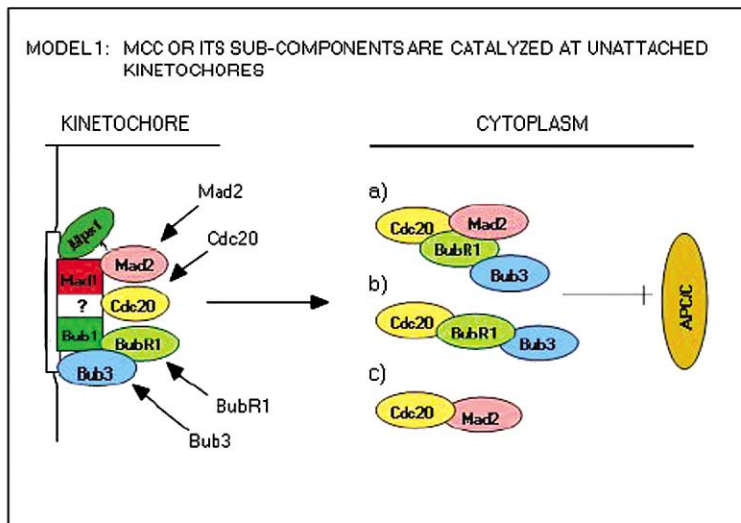 MODEL 1: MCC OR ITS SUB-COMPONENTS ARE CATALYZED AT UNATTACHED
KINETOCHORES
KINETOCHORE
CYTOPLASM
Mps1
Mad2
Mad1
Mad2
Cdc20
?
Cdc20
Bub1
BubR1
Bub3
BubR1
Bub3
a)
Cdc20
Mad2
BubR1
Bub3
b)
Cdc20
BubR1
Bub3
c)
Cdc20
Mad2
APC/C